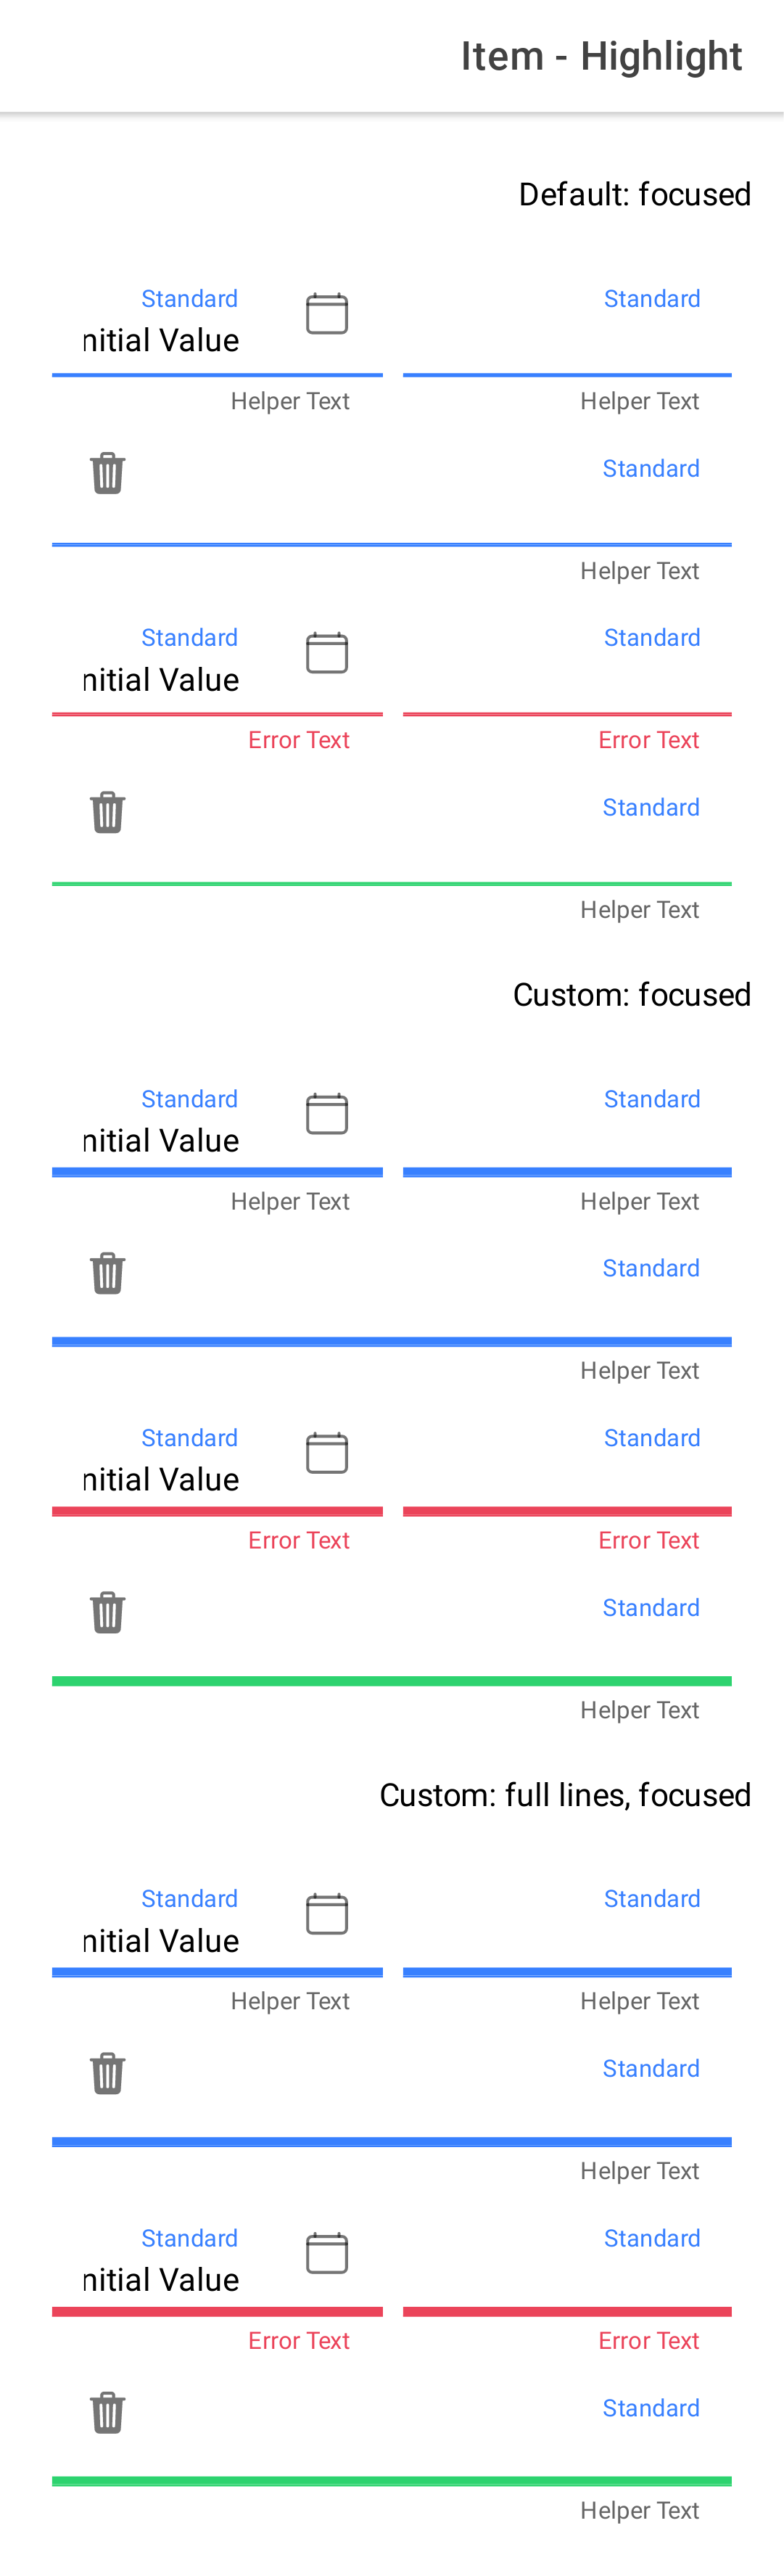 Item - Highlight
Default: focused
Standard
Standard
nitial Value
Helper Text
Helper Text
Standard
Helper Text
Standard
Standard
nitial Value
Error Text
Error Text
Standard
Helper Text
Custom: focused
Standard
Standard
nitial Value
Helper Text
Helper Text
Standard
Helper Text
Standard
Standard
nitial Value
Error Text
Error Text
Standard
Helper Text
Custom: full lines, focused
Standard
Standard
nitial Value
Helper Text
Helper Text
Standard
Helper Text
Standard
Standard
nitial Value
Error Text
Error Text
Standard
Helper Text